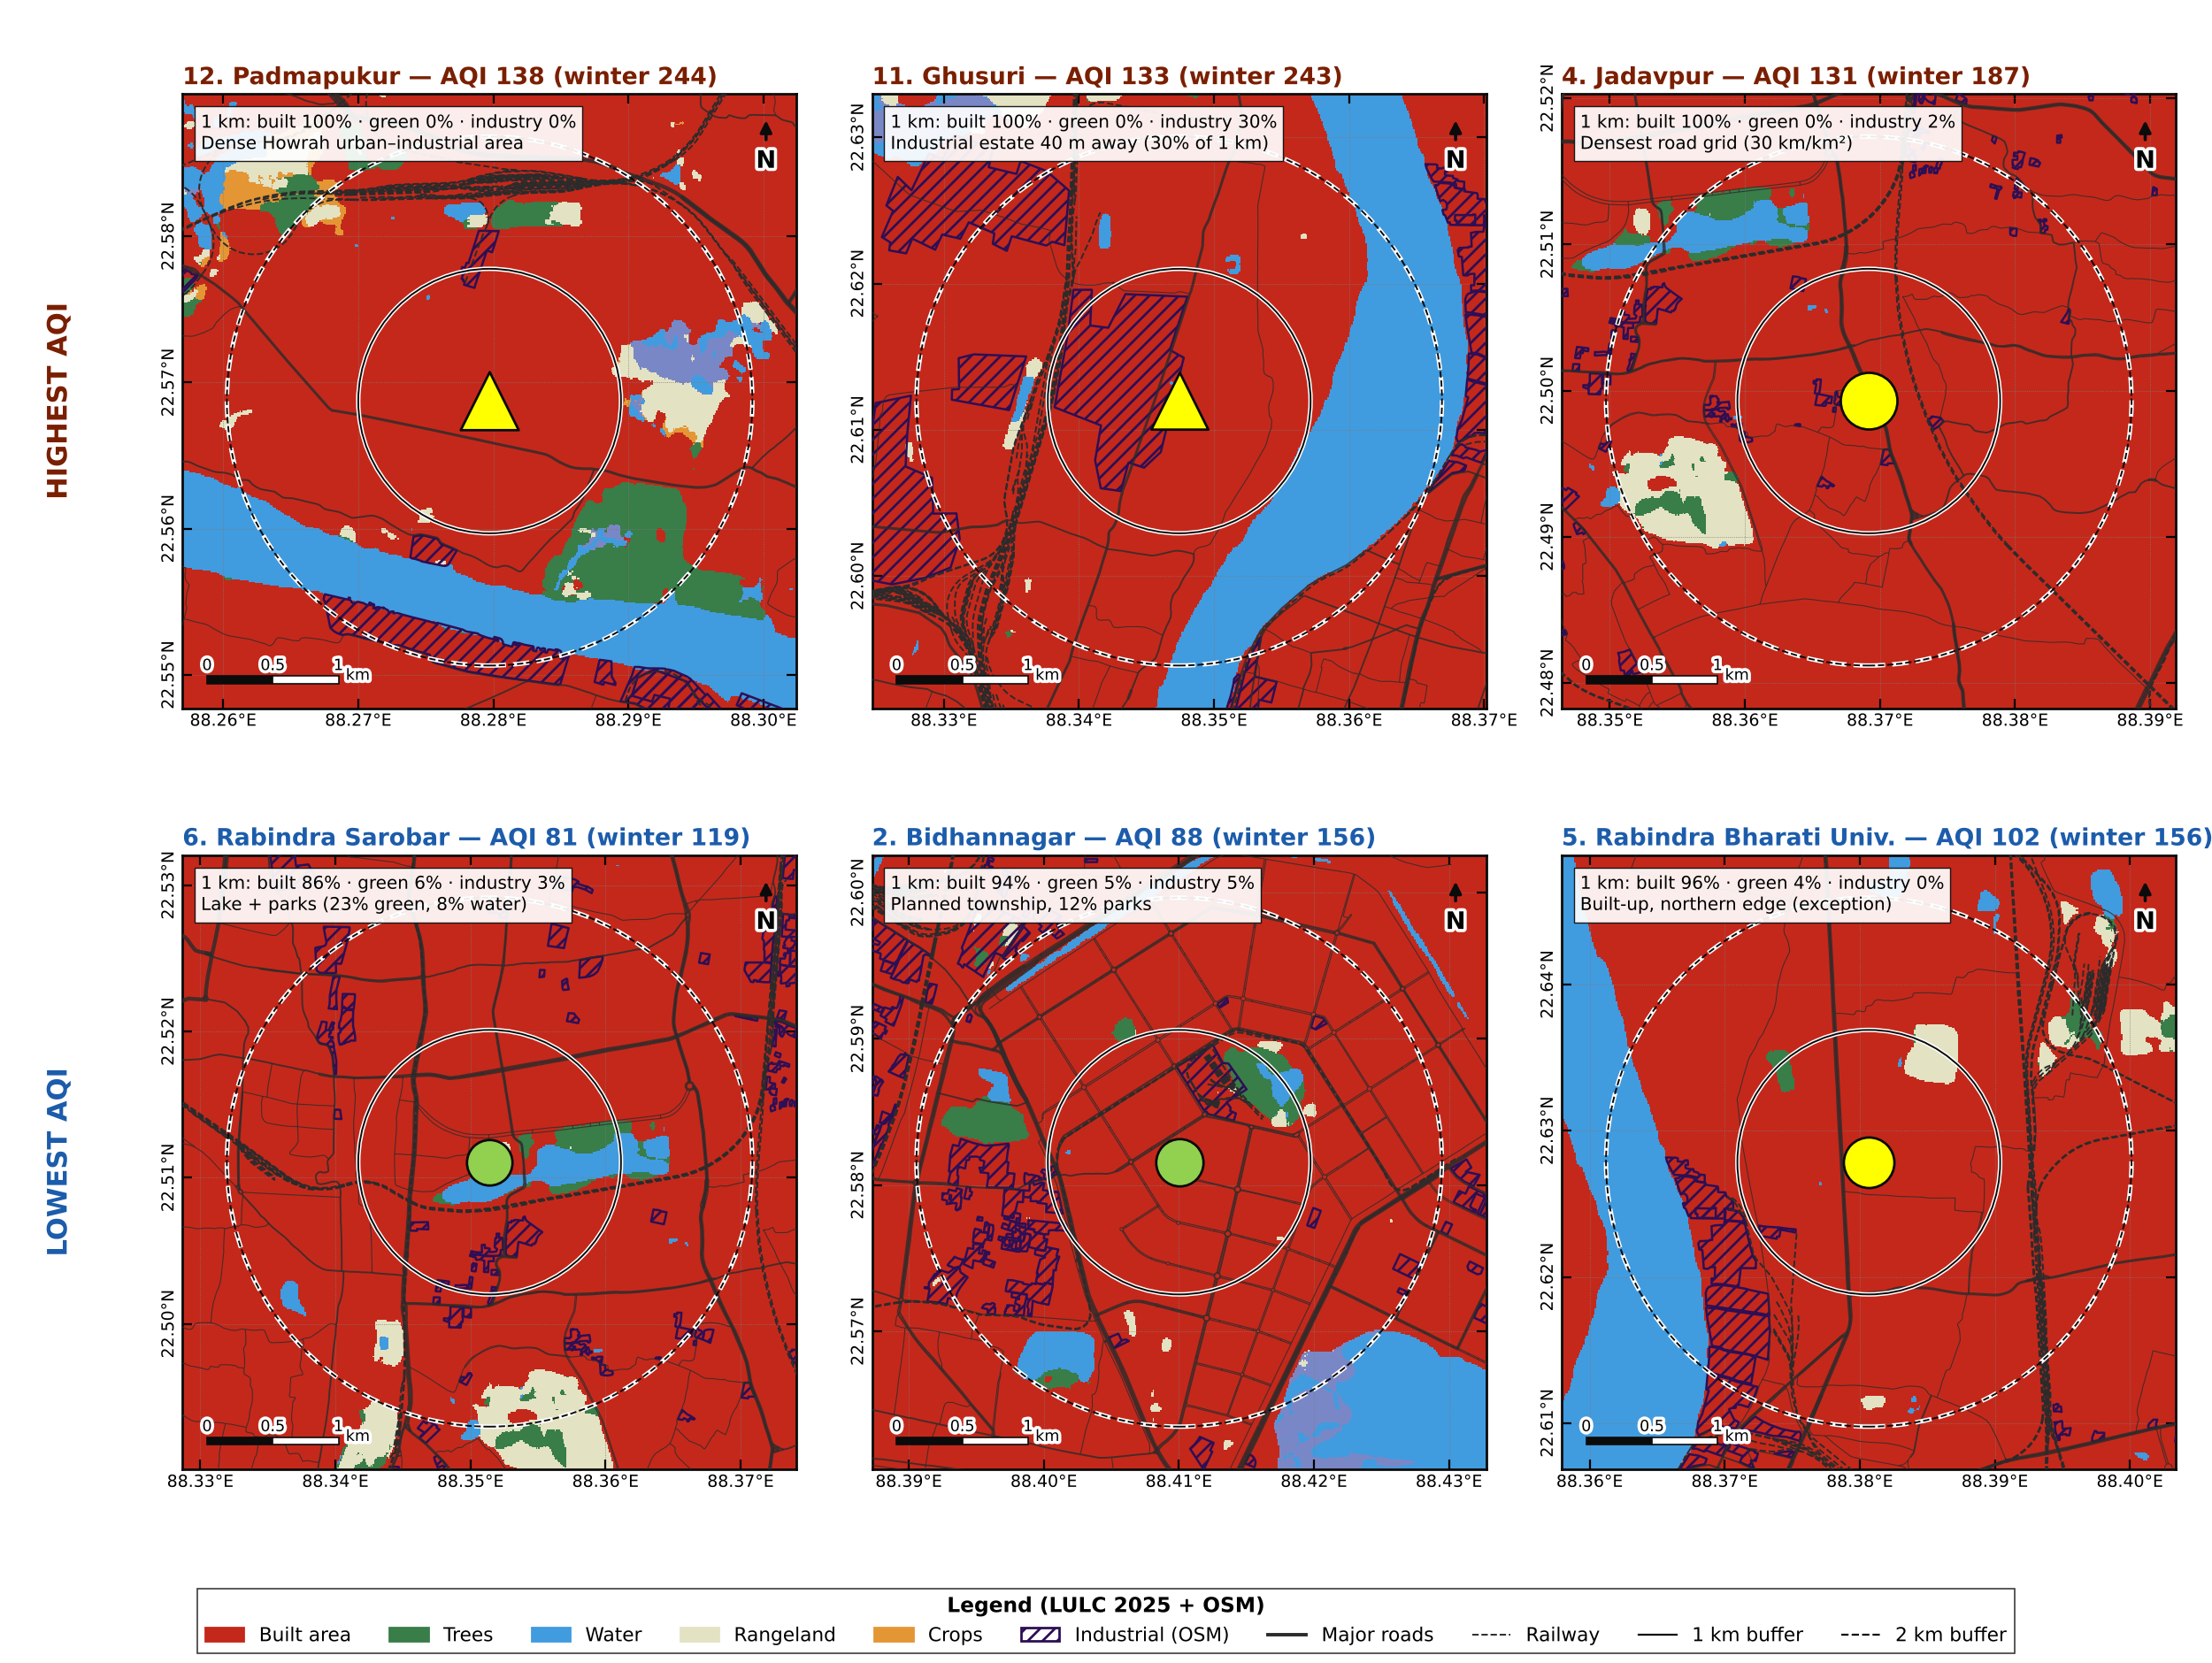 HIGHEST AQI
12. Padmapukur — AQI 138 (winter 244)
1 km: built 100% · green 0% · industry 0%
Dense Howrah urban–industrial area
N
22.58°N
22.57°N
22.56°N
22.55°N
0 0.5 1 km
88.26°E 88.27°E 88.28°E 88.29°E 88.30°E
11. Ghusuri — AQI 133 (winter 243)
1 km: built 100% · green 0% · industry 30%
Industrial estate 40 m away (30% of 1 km)
N
22.63°N
22.62°N
22.61°N
22.60°N
0 0.5 1 km
88.33°E 88.34°E 88.35°E 88.36°E 88.37°E
4. Jadavpur — AQI 131 (winter 187)
1 km: built 100% · green 0% · industry 2%
Densest road grid (30 km/km²)
N
22.52°N
22.51°N
22.50°N
22.49°N
22.48°N
0 0.5 1 km
88.35°E 88.36°E 88.37°E 88.38°E 88.39°E
LOWEST AQI
6. Rabindra Sarobar — AQI 81 (winter 119)
1 km: built 86% · green 6% · industry 3%
Lake + parks (23% green, 8% water)
N
22.53°N
22.52°N
22.51°N
22.50°N
0 0.5 1 km
88.33°E 88.34°E 88.35°E 88.36°E 88.37°E
2. Bidhannagar — AQI 88 (winter 156)
1 km: built 94% · green 5% · industry 5%
Planned township, 12% parks
N
22.60°N
22.59°N
22.58°N
22.57°N
0 0.5 1 km
88.39°E 88.40°E 88.41°E 88.42°E 88.43°E
5. Rabindra Bharati Univ. — AQI 102 (winter 156)
1 km: built 96% · green 4% · industry 0%
Built-up, northern edge (exception)
N
22.64°N
22.63°N
22.62°N
22.61°N
0 0.5 1 km
88.36°E 88.37°E 88.38°E 88.39°E 88.40°E
Legend (LULC 2025 + OSM)
Built area Trees Water Rangeland Crops Industrial (OSM) Major roads Railway 1 km buffer 2 km buffer